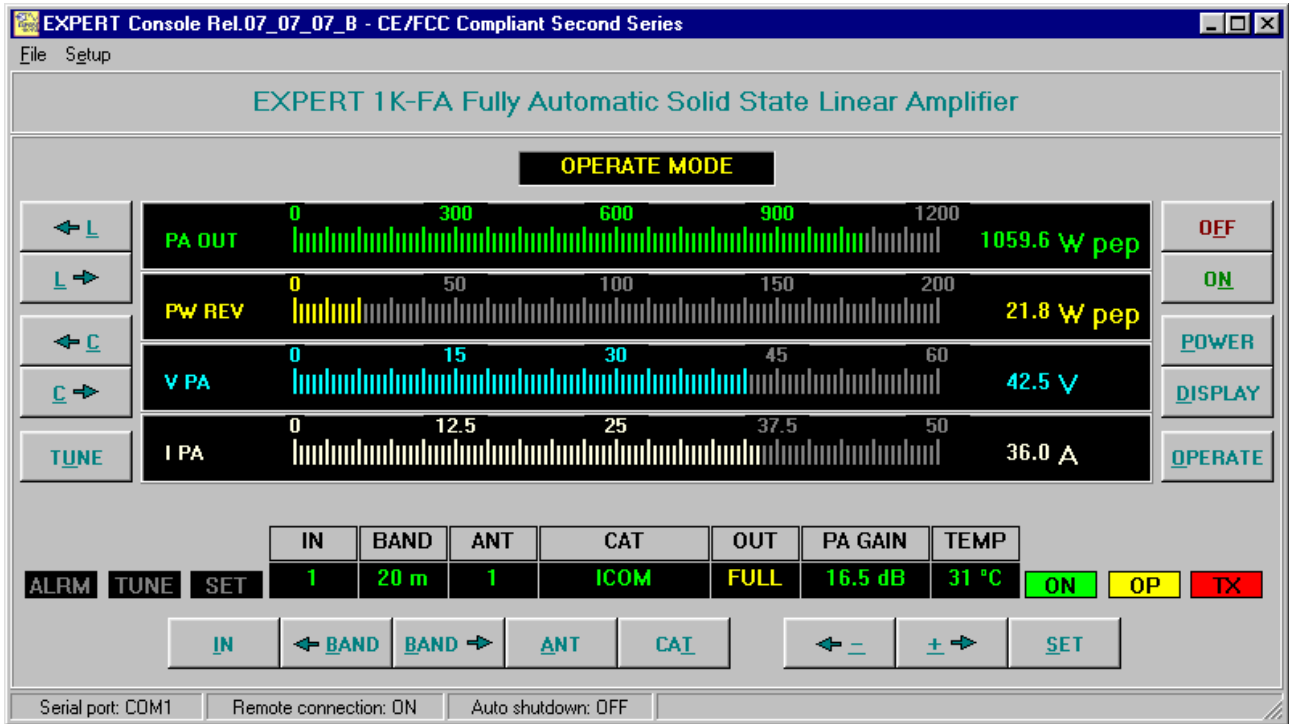 EXPERT Console Rel.07_07_07_B - CE/FCC Compliant Second Series
File Setup
EXPERT 1K-FA Fully Automatic Solid State Linear Amplifier
OPERATE MODE
L
L
C
C
TUNE
0 300 600 900 1200
PA OUT 1059.6 W pep
0 50 100 150 200
PW REV 21.8 W pep
0 15 30 45 60
V PA 42.5 V
0 12.5 25 37.5 50
I PA 36.0 A
OFF
ON
POWER
DISPLAY
OPERATE
IN BAND ANT CAT OUT PA GAIN TEMP
ALRM TUNE SET 1 20 m 1 ICOM FULL 16.5 dB 31 °C ON OP TX
IN BAND BAND ANT CAT - + SET
Serial port: COM1 Remote connection: ON Auto shutdown: OFF